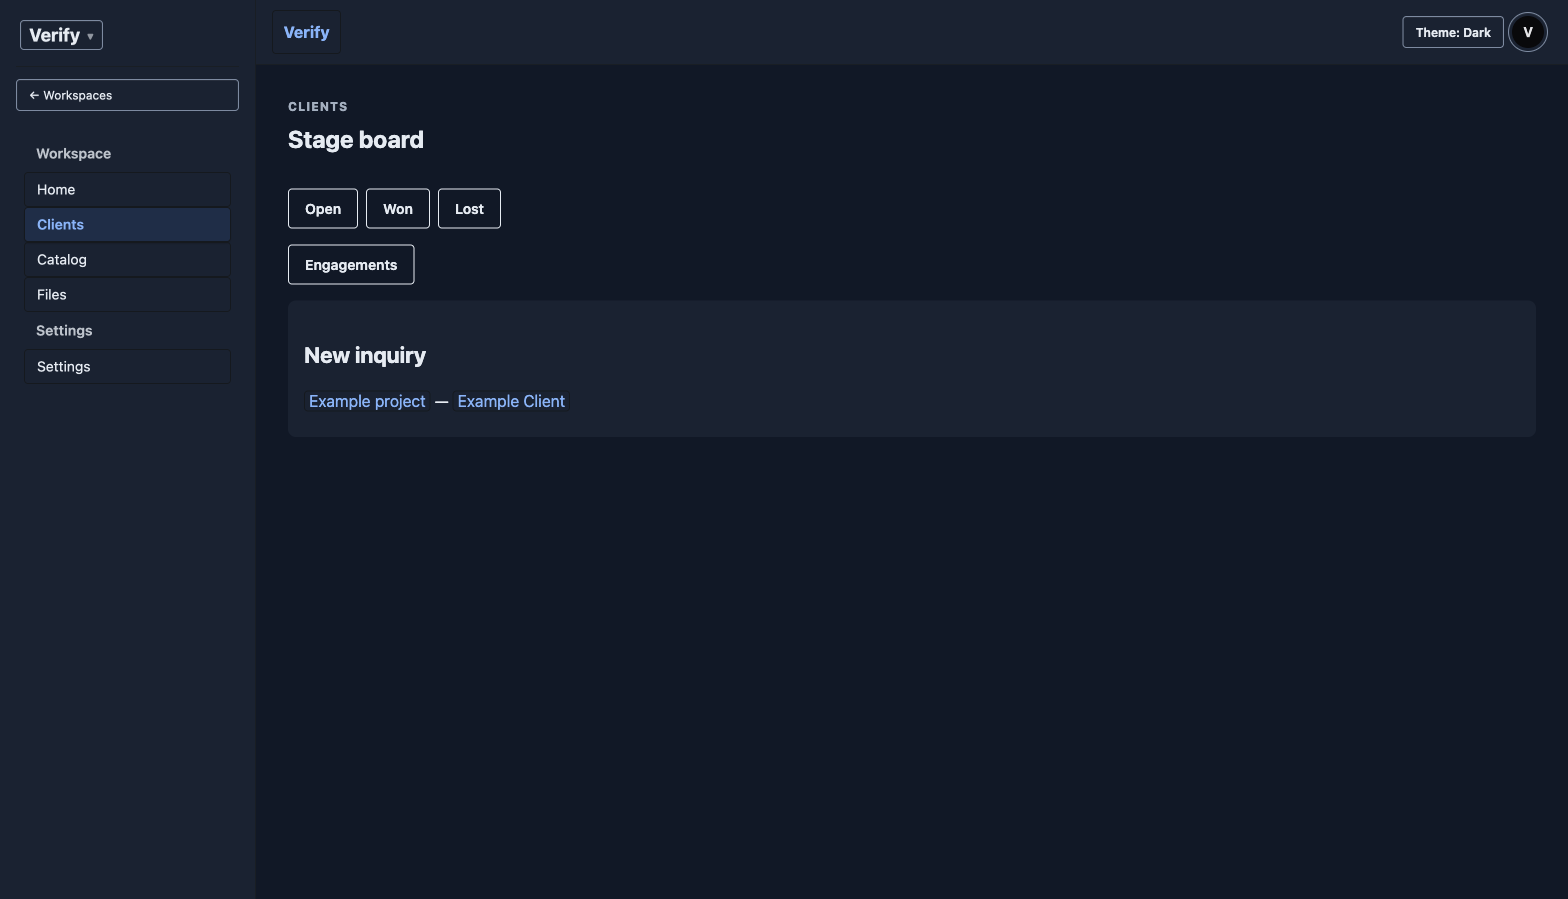 Verify ▾
← Workspaces
Workspace
Home
Clients
Catalog
Files
Settings
Settings
Verify
Theme: Dark
V
CLIENTS
Stage board
Open Won Lost
Engagements
New inquiry
Example project — Example Client